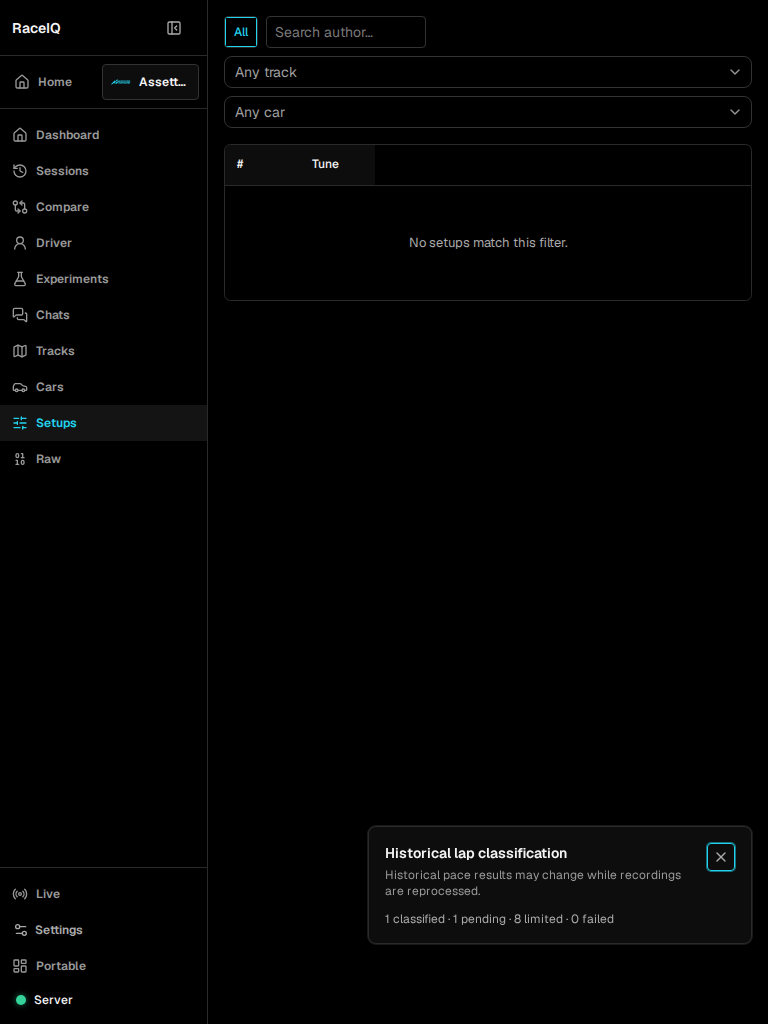 RaceIQ
Home
Assett...
Dashboard
Sessions
Compare
Driver
Experiments
Chats
Tracks
Cars
Setups
Raw
Live
Settings
Portable
Server
All
Search author...
Any track
Any car
# Tune
No setups match this filter.
Historical lap classification
Historical pace results may change while recordings
are reprocessed.
1 classified · 1 pending · 8 limited · 0 failed